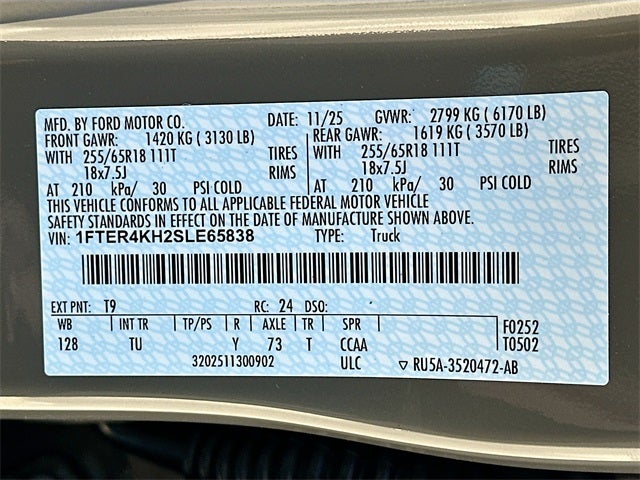 MFD. BY FORD MOTOR CO. DATE: 11/25 GVWR: 2799 KG ( 6170 LB)
FRONT GAWR: 1420 KG ( 3130 LB) REAR GAWR: 1619 KG ( 3570 LB)
WITH 255/65R18 111T TIRES WITH 255/65R18 111T TIRES
18x7.5J RIMS 18x7.5J RIMS
AT 210 kPa/ 30 PSI COLD AT 210 kPa/ 30 PSI COLD
THIS VEHICLE CONFORMS TO ALL APPLICABLE FEDERAL MOTOR VEHICLE
SAFETY STANDARDS IN EFFECT ON THE DATE OF MANUFACTURE SHOWN ABOVE.
VIN: 1FTER4KH2SLE65838 TYPE: Truck
EXT PNT: T9 RC: 24 DSO:
WB INT TR TP/PS R AXLE TR SPR F0252
128 TU Y 73 T CCAA T0502
3202511300902 ULC ▽ RU5A-3520472-AB